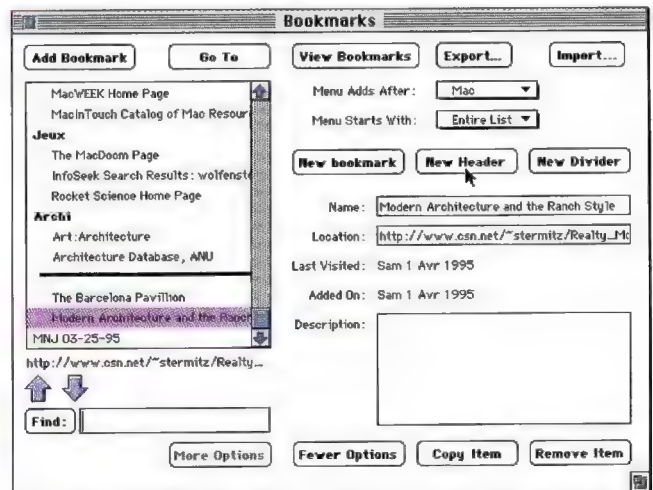 Bookmarks
Add Bookmark
Go To
MacWEEK Home Page
MacInTouch Catalog of Mac Resour
Jeux
The MacDoom Page
InfoSeek Search Results: wolfenste
Rocket Science Home Page
Archi
Art:Architecture
Architecture Database, ANU
The Barcelona Pavillion
Modern Architecture and the Ranch
MNJ 03-25-95
http://www.csn.net/~stermitz/Realty_
Find:
More Options
View Bookmarks
Export...
Import...
Menu Adds After: Mac
Menu Starts With: Entire List
New bookmark
New Header
New Divider
Name: Modern Architecture and the Ranch Style
Location: http://www.csn.net/~stermitz/Realty_Mo
Last Visited: Sam 1 Avr 1995
Added On: Sam 1 Avr 1995
Description:
Fewer Options
Copy Item
Remove Item